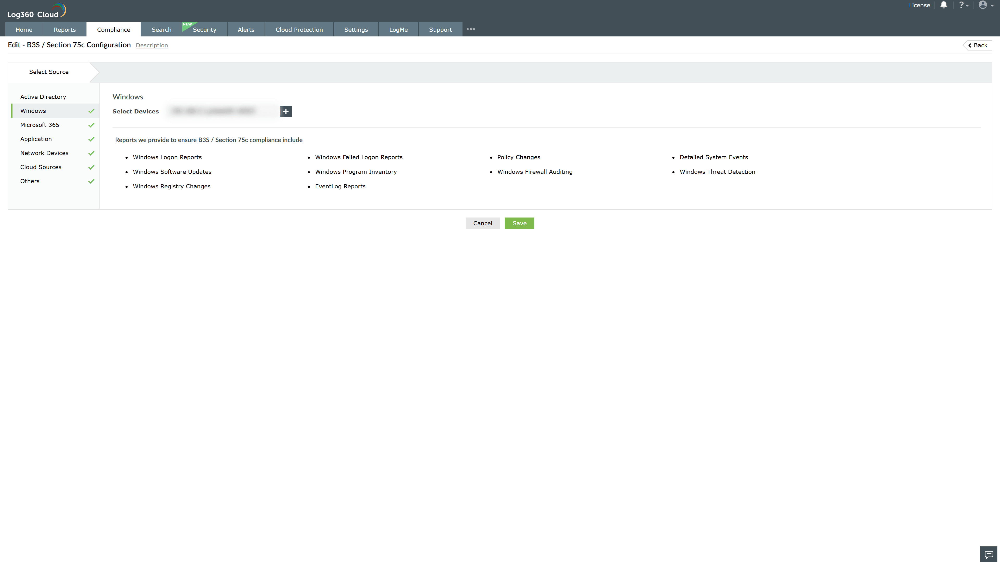 License
?
Log360 Cloud
Home
Reports
Compliance
Search
NEW
Security
Alerts
Cloud Protection
Settings
LogMe
Support
Edit - B3S / Section 75c Configuration
Description
Back
Select Source
Active Directory
Windows
Microsoft 365
Application
Network Devices
Cloud Sources
Others
Windows
Select Devices
+
Reports we provide to ensure B3S / Section 75c compliance include
• Windows Logon Reports
• Windows Failed Logon Reports
• Policy Changes
• Detailed System Events
• Windows Software Updates
• Windows Program Inventory
• Windows Firewall Auditing
• Windows Threat Detection
• Windows Registry Changes
• EventLog Reports
Cancel
Save